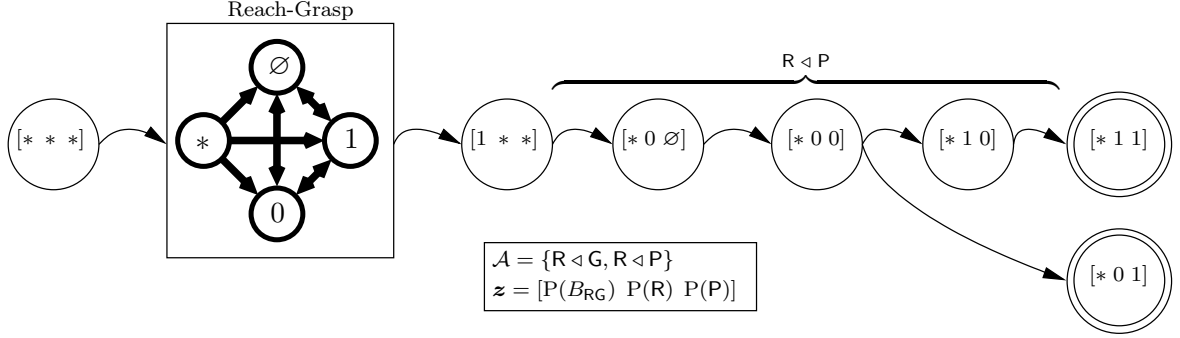 Reach-Grasp
R ◁ P
[* * *]
∅
*
1
0
[1 * *]
[* 0 ∅]
[* 0 0]
[* 1 0]
[* 1 1]
[* 0 1]
𝒜 = {R ◁ G, R ◁ P}
𝒛 = [P(B_RG) P(R) P(P)]